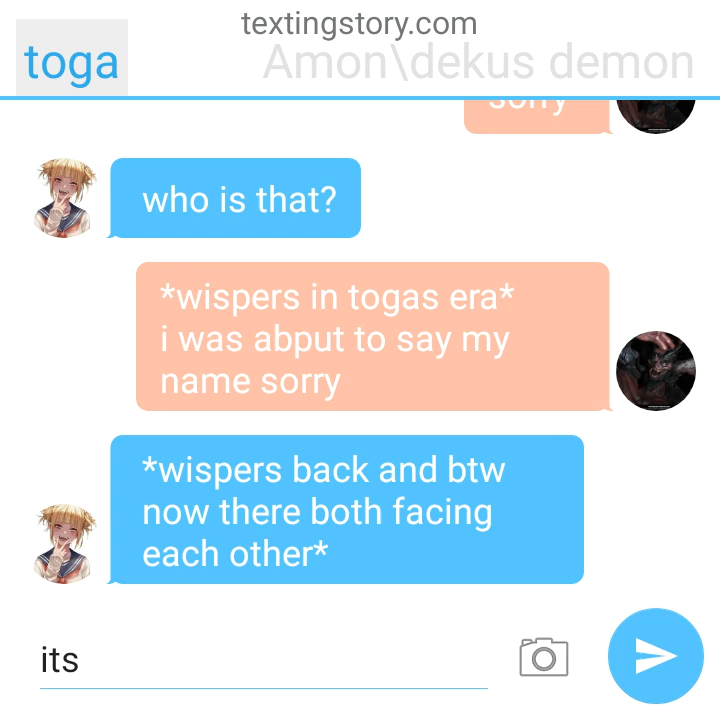 textingstory.com
toga
Amon\dekus demon
sorry
who is that?
*wispers in togas era*
i was abput to say my
name sorry
*wispers back and btw
now there both facing
each other*
its